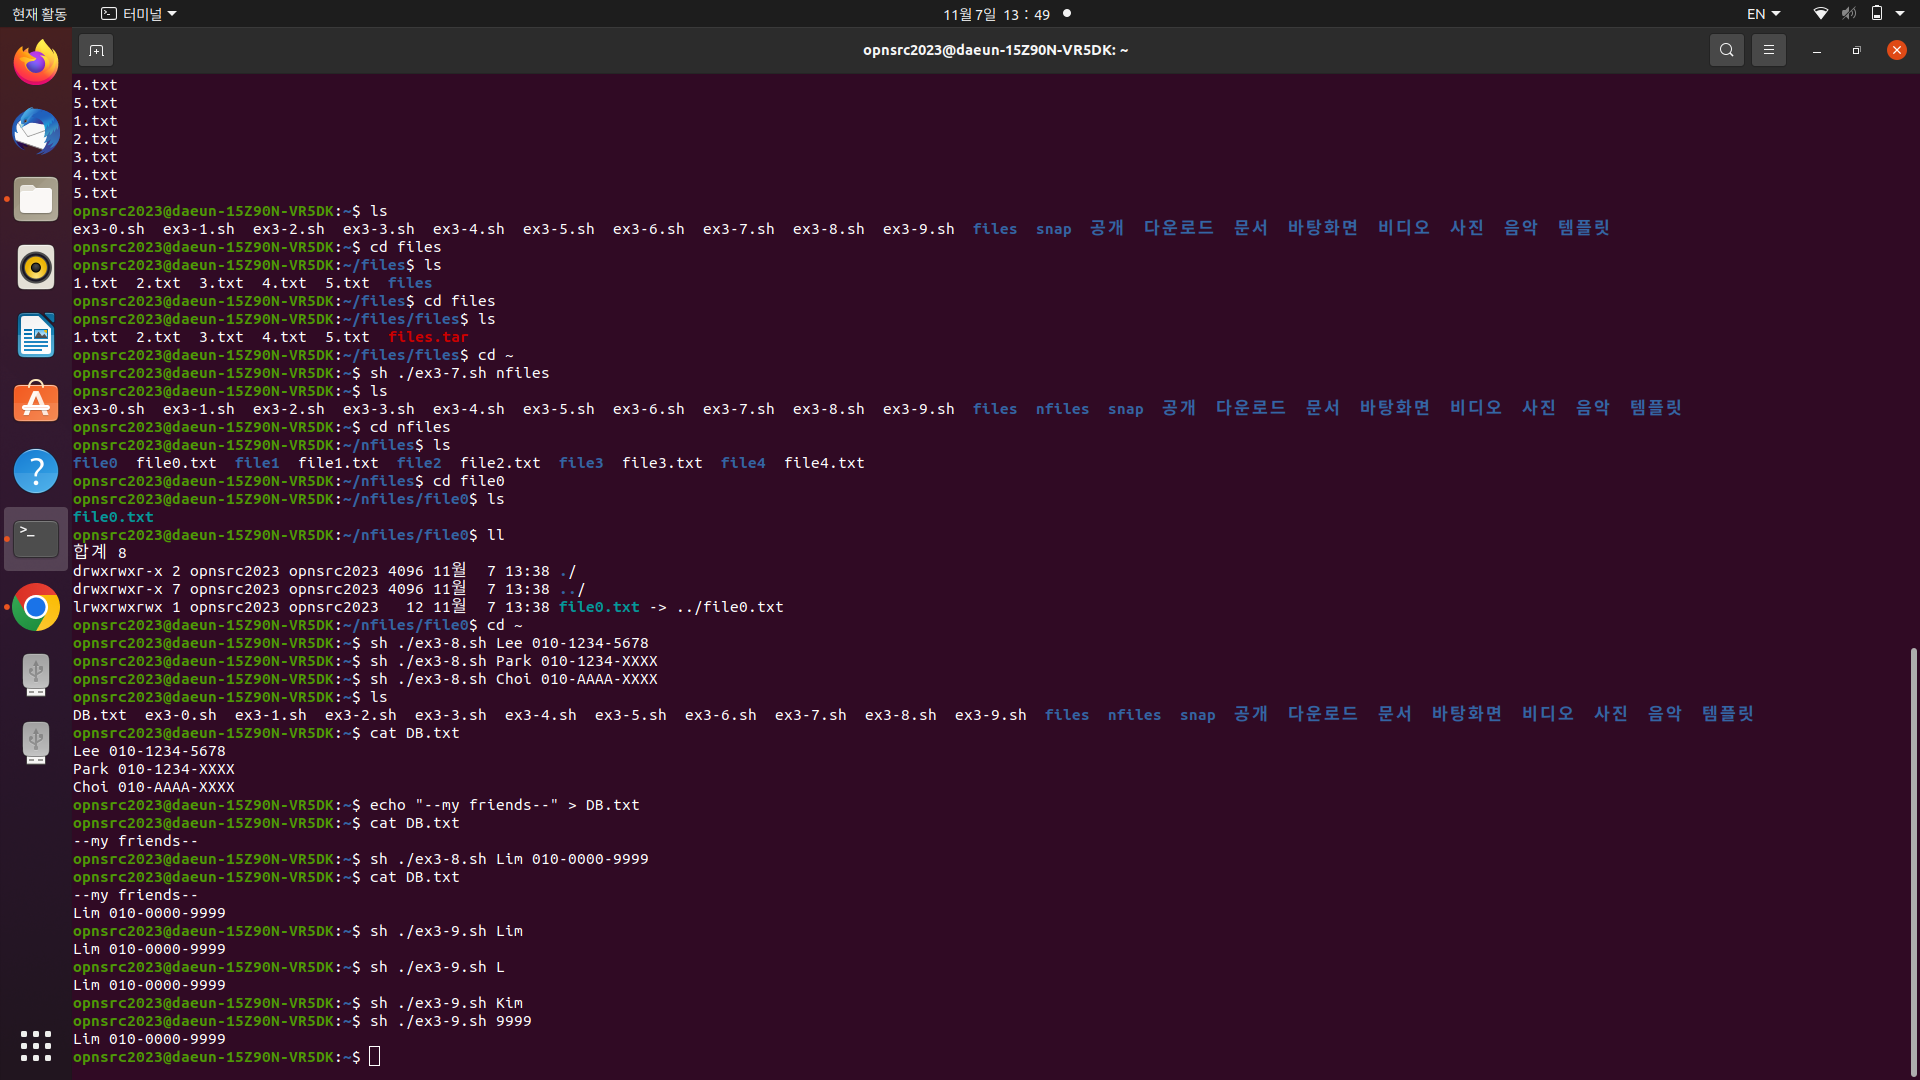 현재 활동 터미널 11월 7일 13 : 49 EN
opnsrc2023@daeun-15Z90N-VR5DK: ~
4.txt
5.txt
1.txt
2.txt
3.txt
4.txt
5.txt
opnsrc2023@daeun-15Z90N-VR5DK:~$ ls
ex3-0.sh  ex3-1.sh  ex3-2.sh  ex3-3.sh  ex3-4.sh  ex3-5.sh  ex3-6.sh  ex3-7.sh  ex3-8.sh  ex3-9.sh  files  snap  공개  다운로드  문서  바탕화면  비디오  사진  음악  템플릿
opnsrc2023@daeun-15Z90N-VR5DK:~$ cd files
opnsrc2023@daeun-15Z90N-VR5DK:~/files$ ls
1.txt  2.txt  3.txt  4.txt  5.txt  files
opnsrc2023@daeun-15Z90N-VR5DK:~/files$ cd files
opnsrc2023@daeun-15Z90N-VR5DK:~/files/files$ ls
1.txt  2.txt  3.txt  4.txt  5.txt  files.tar
opnsrc2023@daeun-15Z90N-VR5DK:~/files/files$ cd ~
opnsrc2023@daeun-15Z90N-VR5DK:~$ sh ./ex3-7.sh nfiles
opnsrc2023@daeun-15Z90N-VR5DK:~$ ls
ex3-0.sh  ex3-1.sh  ex3-2.sh  ex3-3.sh  ex3-4.sh  ex3-5.sh  ex3-6.sh  ex3-7.sh  ex3-8.sh  ex3-9.sh  files  nfiles  snap  공개  다운로드  문서  바탕화면  비디오  사진  음악  템플릿
opnsrc2023@daeun-15Z90N-VR5DK:~$ cd nfiles
opnsrc2023@daeun-15Z90N-VR5DK:~/nfiles$ ls
file0  file0.txt  file1  file1.txt  file2  file2.txt  file3  file3.txt  file4  file4.txt
opnsrc2023@daeun-15Z90N-VR5DK:~/nfiles$ cd file0
opnsrc2023@daeun-15Z90N-VR5DK:~/nfiles/file0$ ls
file0.txt
opnsrc2023@daeun-15Z90N-VR5DK:~/nfiles/file0$ ll
합계 8
drwxrwxr-x 2 opnsrc2023 opnsrc2023 4096 11월  7 13:38 ./
drwxrwxr-x 7 opnsrc2023 opnsrc2023 4096 11월  7 13:38 ../
lrwxrwxrwx 1 opnsrc2023 opnsrc2023   12 11월  7 13:38 file0.txt -> ../file0.txt
opnsrc2023@daeun-15Z90N-VR5DK:~/nfiles/file0$ cd ~
opnsrc2023@daeun-15Z90N-VR5DK:~$ sh ./ex3-8.sh Lee 010-1234-5678
opnsrc2023@daeun-15Z90N-VR5DK:~$ sh ./ex3-8.sh Park 010-1234-XXXX
opnsrc2023@daeun-15Z90N-VR5DK:~$ sh ./ex3-8.sh Choi 010-AAAA-XXXX
opnsrc2023@daeun-15Z90N-VR5DK:~$ ls
DB.txt  ex3-0.sh  ex3-1.sh  ex3-2.sh  ex3-3.sh  ex3-4.sh  ex3-5.sh  ex3-6.sh  ex3-7.sh  ex3-8.sh  ex3-9.sh  files  nfiles  snap  공개  다운로드  문서  바탕화면  비디오  사진  음악  템플릿
opnsrc2023@daeun-15Z90N-VR5DK:~$ cat DB.txt
Lee 010-1234-5678
Park 010-1234-XXXX
Choi 010-AAAA-XXXX
opnsrc2023@daeun-15Z90N-VR5DK:~$ echo "--my friends--" > DB.txt
opnsrc2023@daeun-15Z90N-VR5DK:~$ cat DB.txt
--my friends--
opnsrc2023@daeun-15Z90N-VR5DK:~$ sh ./ex3-8.sh Lim 010-0000-9999
opnsrc2023@daeun-15Z90N-VR5DK:~$ cat DB.txt
--my friends--
Lim 010-0000-9999
opnsrc2023@daeun-15Z90N-VR5DK:~$ sh ./ex3-9.sh Lim
Lim 010-0000-9999
opnsrc2023@daeun-15Z90N-VR5DK:~$ sh ./ex3-9.sh L
Lim 010-0000-9999
opnsrc2023@daeun-15Z90N-VR5DK:~$ sh ./ex3-9.sh Kim
opnsrc2023@daeun-15Z90N-VR5DK:~$ sh ./ex3-9.sh 9999
Lim 010-0000-9999
opnsrc2023@daeun-15Z90N-VR5DK:~$